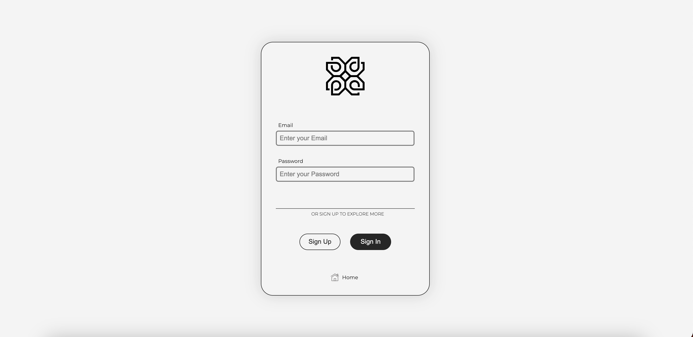 Email
Enter your Email
Password
Enter your Password
OR SIGN UP TO EXPLORE MORE
Sign Up Sign In
Home